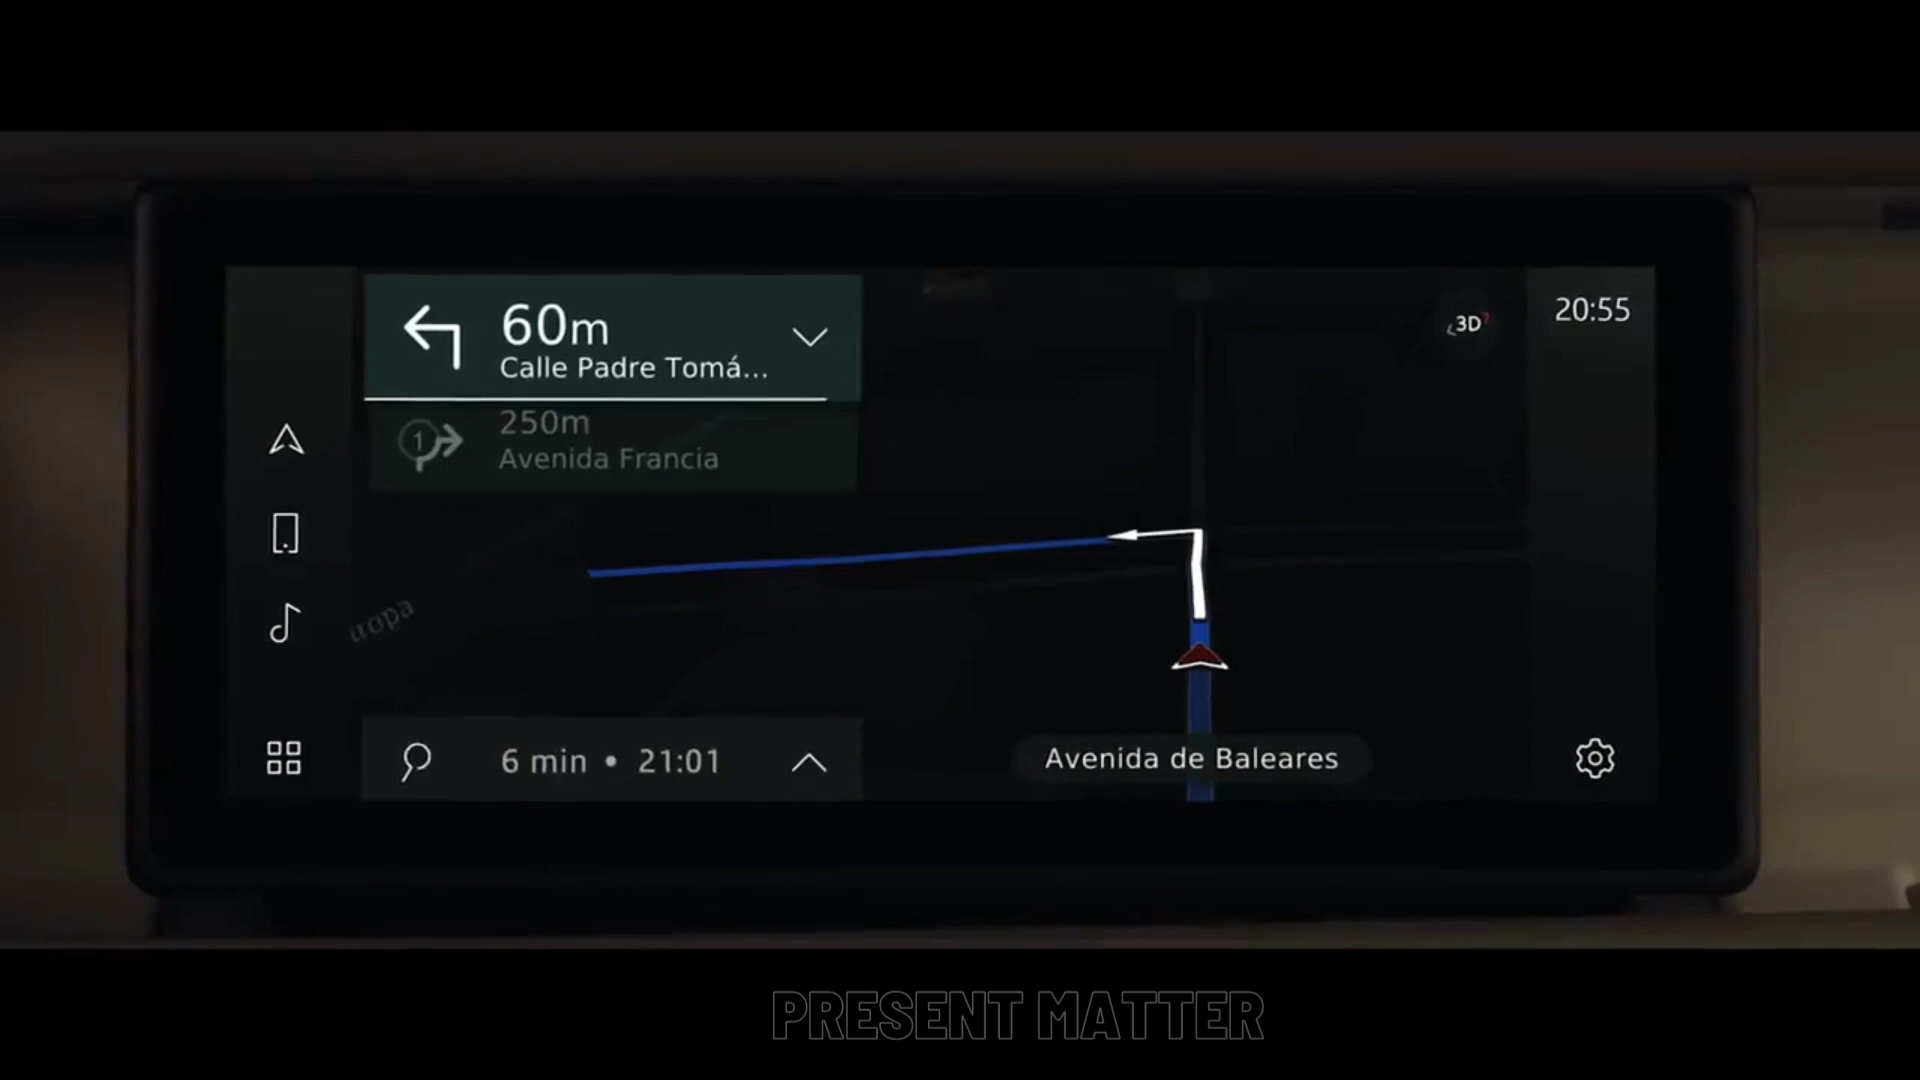 60m
Calle Padre Tomá...
1
250m
Avenida Francia
3D
20:55
6 min • 21:01
Avenida de Baleares
PRESENT MATTER